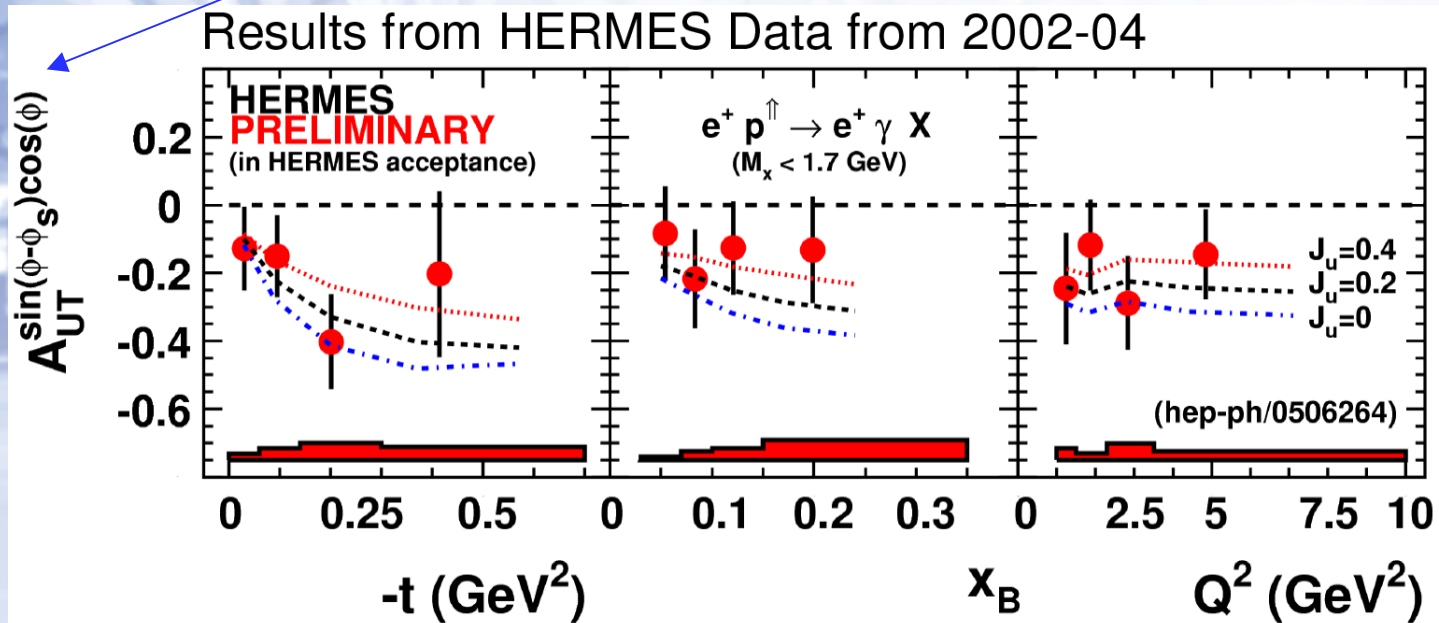 Results from HERMES Data from 2002-04
A_UT^sin(ϕ-ϕ_s)cos(ϕ)
0.2
0
-0.2
-0.4
-0.6
HERMES
PRELIMINARY
(in HERMES acceptance)
e⁺ p^⇑ → e⁺ γ X
(M_x < 1.7 GeV)
J_u=0.4
J_u=0.2
J_u=0
(hep-ph/0506264)
0 0.25 0.5
0 0.1 0.2 0.3
0 2.5 5 7.5 10
-t (GeV²)
x_B
Q² (GeV²)